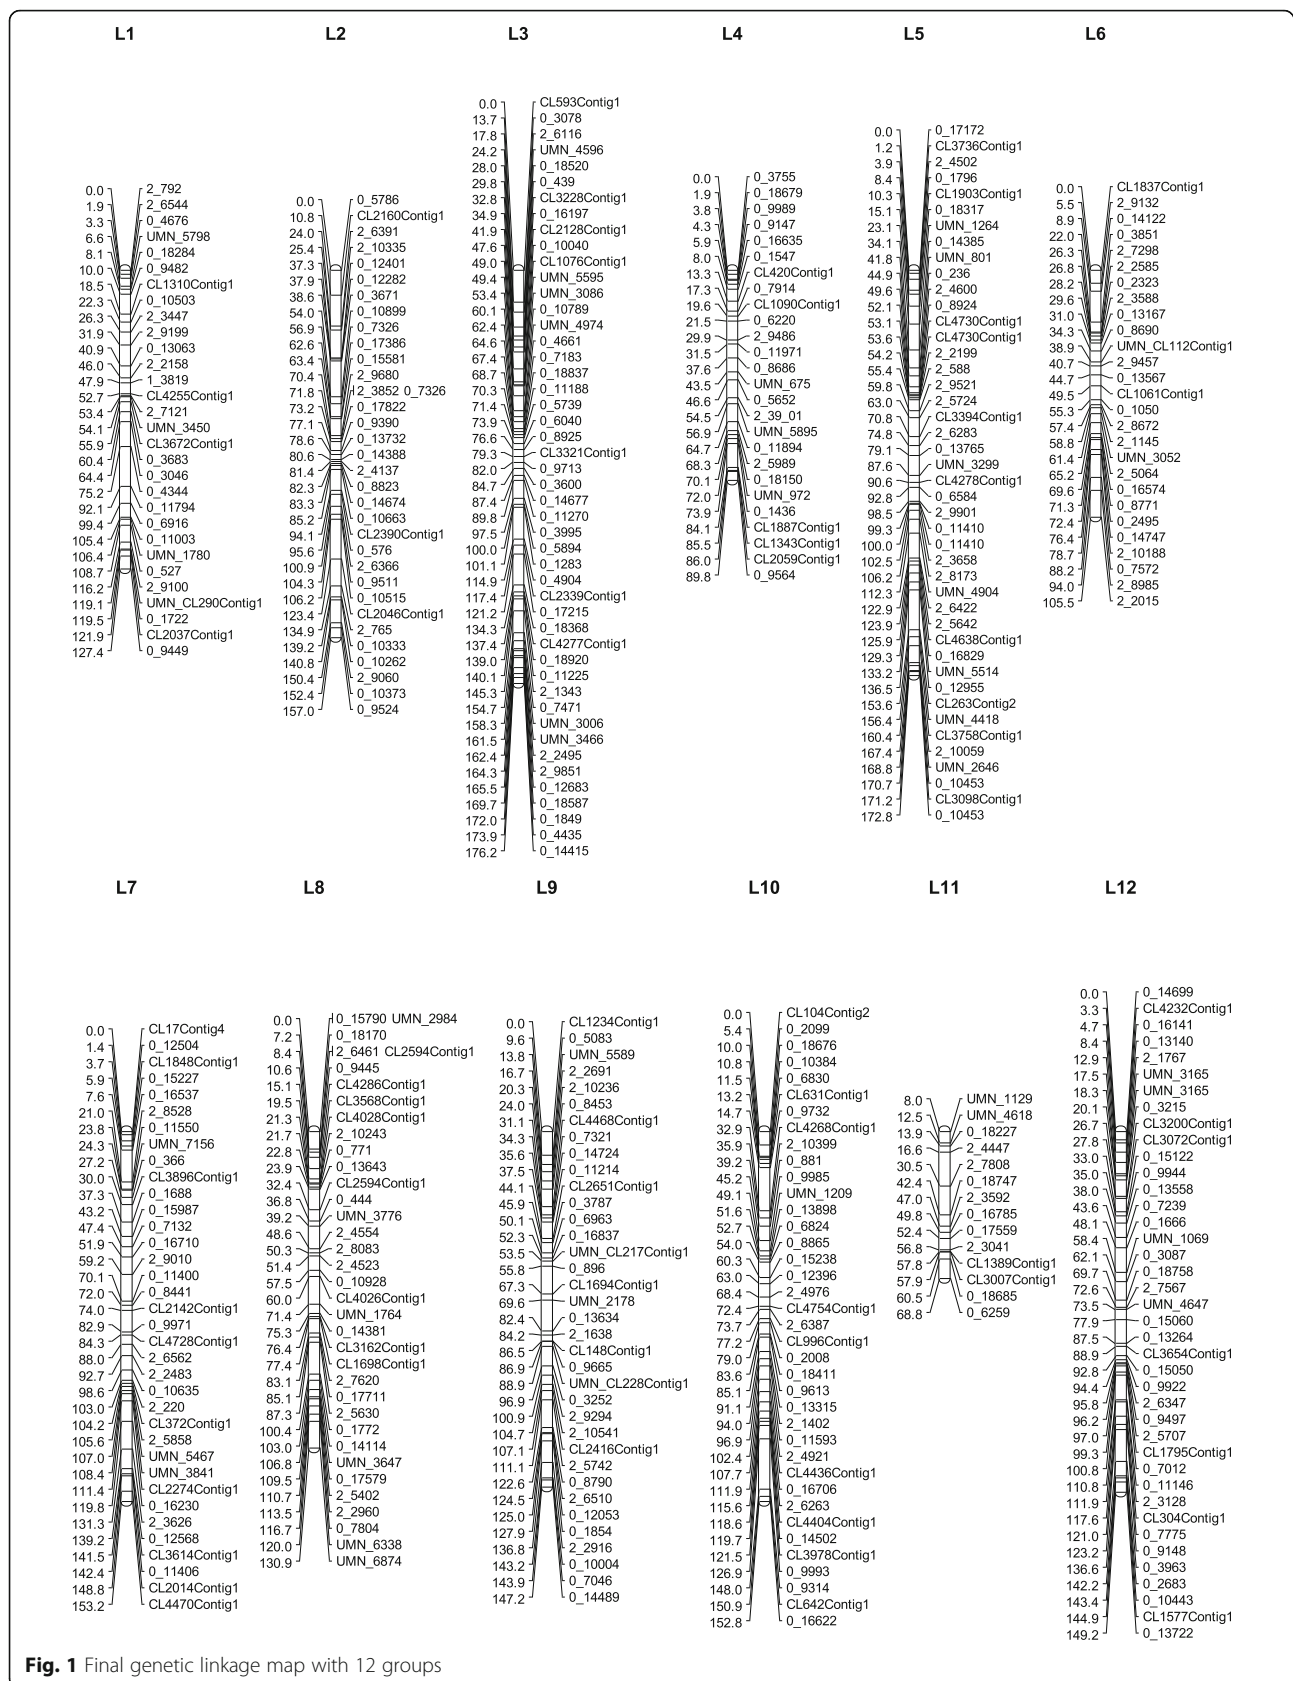 L1
0.0 2_792
1.9 2_6544
3.3 0_4676
6.6 UMN_5798
8.1 0_18284
10.0 0_9482
18.5 CL1310Contig1
22.3 0_10503
26.3 2_3447
31.9 2_9199
40.9 0_13063
46.0 2_2158
47.9 1_3819
52.7 CL4255Contig1
53.4 2_7121
54.1 UMN_3450
55.9 CL3672Contig1
60.4 0_3683
64.4 0_3046
75.2 0_4344
92.1 0_11794
99.4 0_6916
105.4 0_11003
106.4 UMN_1780
108.7 0_527
116.2 2_9100
119.1 UMN_CL290Contig1
119.5 0_1722
121.9 CL2037Contig1
127.4 0_9449
L2
0.0 0_5786
10.8 CL2160Contig1
24.0 2_6391
25.4 2_10335
37.3 0_12401
37.9 0_12282
38.6 0_3671
54.0 0_10899
56.9 0_7326
62.6 0_17386
63.4 0_15581
70.4 2_9680
71.8 2_3852 0_7326
73.2 0_17822
77.1 0_9390
78.6 0_13732
80.6 0_14388
81.4 2_4137
82.3 0_8823
83.3 0_14674
85.2 0_10663
94.1 CL2390Contig1
95.6 0_576
100.9 2_6366
104.3 0_9511
106.2 0_10515
123.4 CL2046Contig1
134.9 2_765
139.2 0_10333
140.8 0_10262
150.4 2_9060
152.4 0_10373
157.0 0_9524
L3
0.0 CL593Contig1
13.7 0_3078
17.8 2_6116
24.2 UMN_4596
28.0 0_18520
29.8 0_439
32.8 CL3228Contig1
34.9 0_16197
41.9 CL2128Contig1
47.6 0_10040
49.0 CL1076Contig1
49.4 UMN_5595
53.4 UMN_3086
60.1 0_10789
62.4 UMN_4974
64.6 0_4661
67.4 0_7183
68.7 0_18837
70.3 0_11188
71.4 0_5739
73.9 0_6040
76.6 0_8925
79.3 CL3321Contig1
82.0 0_9713
84.7 0_3600
87.4 0_14677
89.8 0_11270
97.5 0_3995
100.0 0_5894
101.1 0_1283
114.9 0_4904
117.4 CL2339Contig1
121.2 0_17215
134.3 0_18368
137.4 CL4277Contig1
139.0 0_18920
140.1 0_11225
145.3 2_1343
154.7 0_7471
158.3 UMN_3006
161.5 UMN_3466
162.4 2_2495
164.3 2_9851
165.5 0_12683
169.7 0_18587
172.0 0_1849
173.9 0_4435
176.2 0_14415
L4
0.0 0_3755
1.9 0_18679
3.8 0_9989
4.3 0_9147
5.9 0_16635
8.0 0_1547
13.3 CL420Contig1
17.3 0_7914
19.6 CL1090Contig1
21.5 0_6220
29.9 2_9486
31.5 0_11971
37.6 0_8686
43.5 UMN_675
46.6 0_5652
54.5 2_39_01
56.9 UMN_5895
64.7 0_11894
68.3 2_5989
70.1 0_18150
72.0 UMN_972
73.9 0_1436
84.1 CL1887Contig1
85.5 CL1343Contig1
86.0 CL2059Contig1
89.8 0_9564
L5
0.0 0_17172
1.2 CL3736Contig1
3.9 2_4502
8.4 0_1796
10.3 CL1903Contig1
15.1 0_18317
23.1 UMN_1264
34.1 0_14385
41.8 UMN_801
44.9 0_236
49.6 2_4600
52.1 0_8924
53.1 CL4730Contig1
53.6 CL4730Contig1
54.2 2_2199
55.4 2_588
59.8 2_9521
63.0 2_5724
70.8 CL3394Contig1
74.8 2_6283
79.1 0_13765
87.6 UMN_3299
90.6 CL4278Contig1
92.8 0_6584
98.5 2_9901
99.3 0_11410
100.0 0_11410
102.5 2_3658
106.2 2_8173
112.3 UMN_4904
122.9 2_6422
123.9 2_5642
125.9 CL4638Contig1
129.3 0_16829
133.2 UMN_5514
136.5 0_12955
153.6 CL263Contig2
156.4 UMN_4418
160.4 CL3758Contig1
167.4 2_10059
168.8 UMN_2646
170.7 0_10453
171.2 CL3098Contig1
172.8 0_10453
L6
0.0 CL1837Contig1
5.5 2_9132
8.9 0_14122
22.0 0_3851
26.3 2_7298
26.8 2_2585
28.2 0_2323
29.6 2_3588
31.0 0_13167
34.3 0_8690
38.9 UMN_CL112Contig1
40.7 2_9457
44.7 0_13567
49.5 CL1061Contig1
55.3 0_1050
57.4 2_8672
58.8 2_1145
61.4 UMN_3052
65.2 2_5064
69.6 0_16574
71.3 0_8771
72.4 0_2495
76.4 0_14747
78.7 2_10188
88.2 0_7572
94.0 2_8985
105.5 2_2015
L7
0.0 CL17Contig4
1.4 0_12504
3.7 CL1848Contig1
5.9 0_15227
7.6 0_16537
21.0 2_8528
23.8 0_11550
24.3 UMN_7156
27.2 0_366
30.0 CL3896Contig1
37.3 0_1688
43.2 0_15987
47.4 0_7132
51.9 0_16710
59.2 2_9010
70.1 0_11400
72.0 0_8441
74.0 CL2142Contig1
82.9 0_9971
84.3 CL4728Contig1
88.0 2_6562
92.7 2_2483
98.6 0_10635
103.0 2_220
104.2 CL372Contig1
105.6 2_5858
107.0 UMN_5467
108.4 UMN_3841
111.4 CL2274Contig1
119.8 0_16230
131.3 2_3626
139.2 0_12568
141.5 CL3614Contig1
142.4 0_11406
148.8 CL2014Contig1
153.2 CL4470Contig1
L8
0.0 0_15790 UMN_2984
7.2 0_18170
8.4 2_6461 CL2594Contig1
10.6 0_9445
15.1 CL4286Contig1
19.5 CL3568Contig1
21.3 CL4028Contig1
21.7 2_10243
22.8 0_771
23.9 0_13643
32.4 CL2594Contig1
36.8 0_444
39.2 UMN_3776
48.6 2_4554
50.3 2_8083
51.4 2_4523
57.5 0_10928
60.0 CL4026Contig1
71.4 UMN_1764
75.3 0_14381
76.4 CL3162Contig1
77.4 CL1698Contig1
83.1 2_7620
85.1 0_17711
87.3 2_5630
100.4 0_1772
103.0 0_14114
106.8 UMN_3647
109.5 0_17579
110.7 2_5402
113.5 2_2960
116.7 0_7804
120.0 UMN_6338
130.9 UMN_6874
L9
0.0 CL1234Contig1
9.6 0_5083
13.8 UMN_5589
16.7 2_2691
20.3 2_10236
24.0 0_8453
31.1 CL4468Contig1
34.3 0_7321
35.6 0_14724
37.5 0_11214
44.1 CL2651Contig1
45.9 0_3787
50.1 0_6963
52.3 0_16837
53.5 UMN_CL217Contig1
55.8 0_896
67.3 CL1694Contig1
69.6 UMN_2178
82.4 0_13634
84.2 2_1638
86.5 CL148Contig1
86.9 0_9665
88.9 UMN_CL228Contig1
96.9 0_3252
100.9 2_9294
104.7 2_10541
107.1 CL2416Contig1
111.1 2_5742
122.6 0_8790
124.5 2_6510
125.0 0_12053
127.9 0_1854
136.8 2_2916
143.2 0_10004
143.9 0_7046
147.2 0_14489
L10
0.0 CL104Contig2
5.4 0_2099
10.0 0_18676
10.8 0_10384
11.5 0_6830
13.2 CL631Contig1
14.7 0_9732
32.9 CL4268Contig1
35.9 2_10399
39.2 0_881
45.2 0_9985
49.1 UMN_1209
51.6 0_13898
52.7 0_6824
54.0 0_8865
60.3 0_15238
63.0 0_12396
68.4 2_4976
72.4 CL4754Contig1
73.7 2_6387
77.2 CL996Contig1
79.0 0_2008
83.6 0_18411
85.1 0_9613
91.1 0_13315
94.0 2_1402
96.9 0_11593
102.4 2_4921
107.7 CL4436Contig1
111.9 0_16706
115.6 2_6263
118.6 CL4404Contig1
119.7 0_14502
121.5 CL3978Contig1
126.9 0_9993
148.0 0_9314
150.9 CL642Contig1
152.8 0_16622
L11
8.0 UMN_1129
12.5 UMN_4618
13.9 0_18227
16.6 2_4447
30.5 2_7808
42.4 0_18747
47.0 2_3592
49.8 0_16785
52.4 0_17559
56.8 2_3041
57.8 CL1389Contig1
57.9 CL3007Contig1
60.5 0_18685
68.8 0_6259
L12
0.0 0_14699
3.3 CL4232Contig1
4.7 0_16141
8.4 0_13140
12.9 2_1767
17.5 UMN_3165
18.3 UMN_3165
20.1 0_3215
26.7 CL3200Contig1
27.8 CL3072Contig1
33.0 0_15122
35.0 0_9944
38.0 0_13558
43.6 0_7239
48.1 0_1666
58.4 UMN_1069
62.1 0_3087
69.7 0_18758
72.6 2_7567
73.5 UMN_4647
77.9 0_15060
87.5 0_13264
88.9 CL3654Contig1
92.8 0_15050
94.4 0_9922
95.8 2_6347
96.2 0_9497
97.0 2_5707
99.3 CL1795Contig1
100.8 0_7012
110.8 0_11146
111.9 2_3128
117.6 CL304Contig1
121.0 0_7775
123.2 0_9148
136.6 0_3963
142.2 0_2683
143.4 0_10443
144.9 CL1577Contig1
149.2 0_13722
Fig. 1 Final genetic linkage map with 12 groups